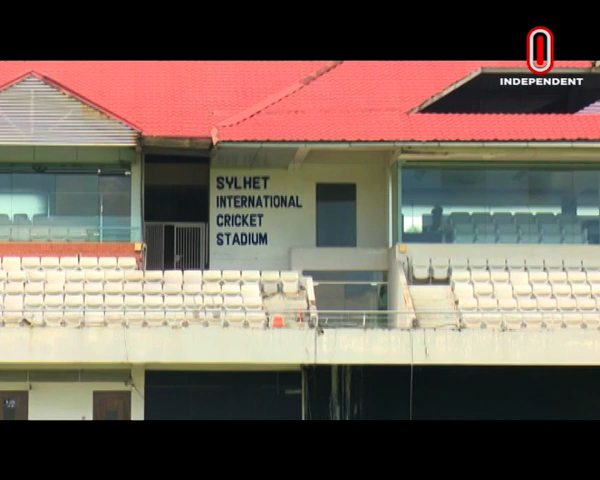 INDEPENDENT
SYLHET
INTERNATIONAL
CRICKET
STADIUM